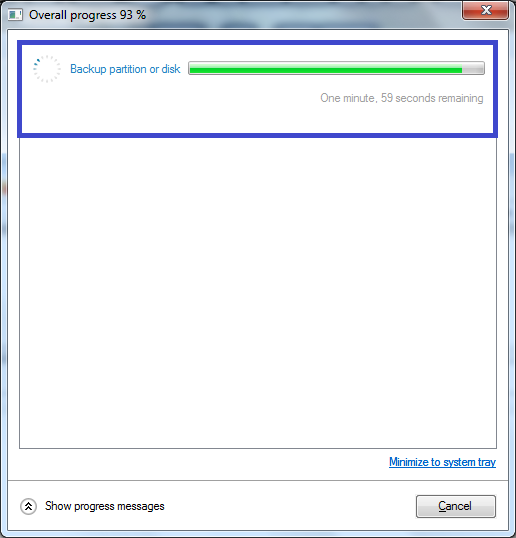 Overall progress 93 %
Backup partition or disk
One minute, 59 seconds remaining
Minimize to system tray
Show progress messages
Cancel